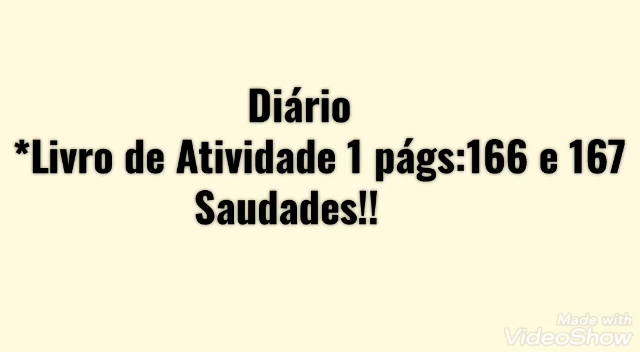 Diário
*Livro de Atividade 1 págs:166 e 167
Saudades!!
Made with
VideoShow